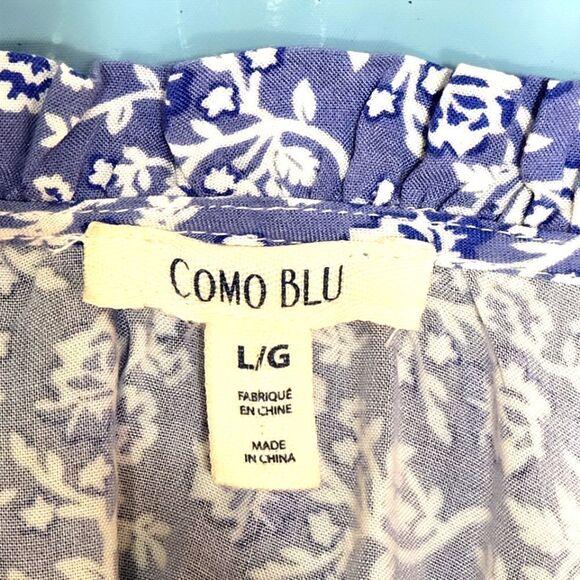 COMO BLU
L/G
FABRIQUÉ
EN CHINE
MADE
IN CHINA